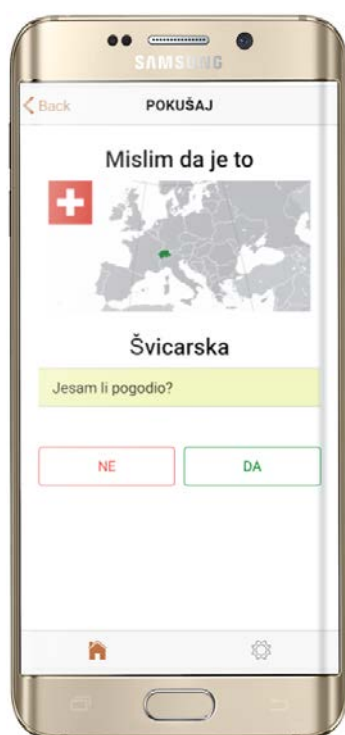 SAMSUNG
Back
POKUŠAJ
Mislim da je to
Švicarska
Jesam li pogodio?
NE
DA